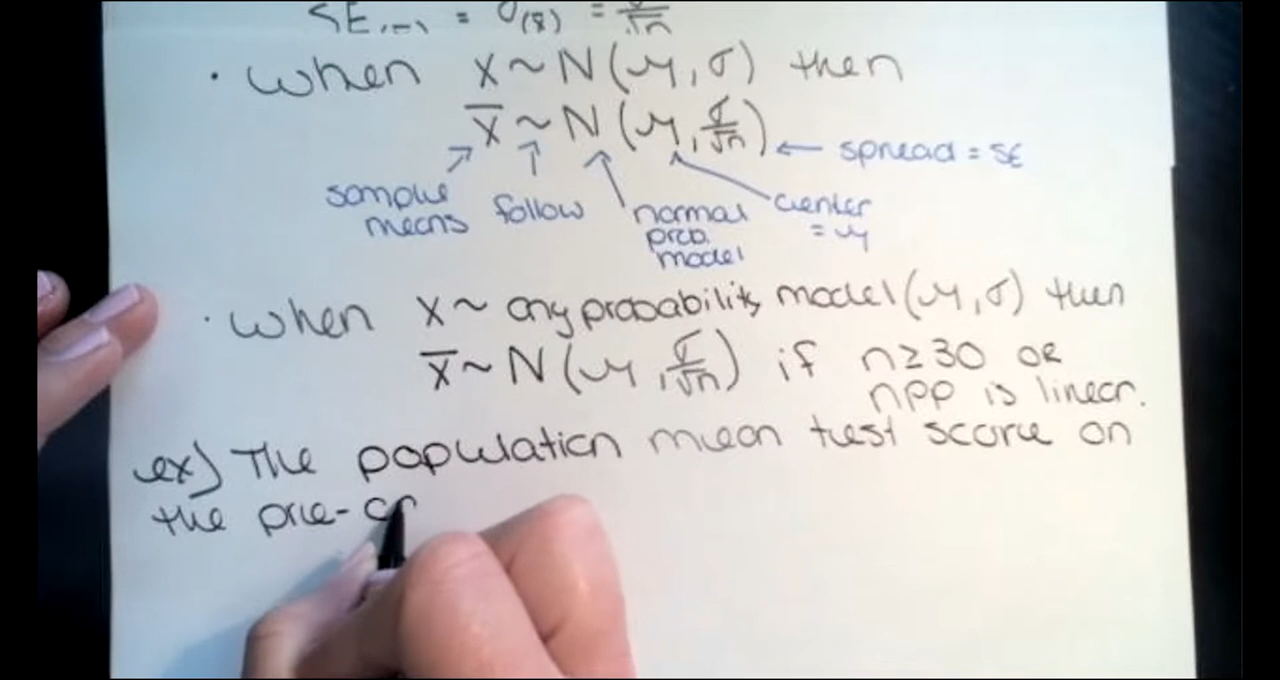 = σ(x̄) = σ/√n
· When X ~ N(μ, σ) then
X̄ ~ N(μ, σ/√n)
← spread = SE
sample means
follow
normal prob. model
center = μ
· When X ~ any probability model (μ, σ) then
X̄ ~ N(μ, σ/√n) if n ≥ 30 or
npp is linear.
ex) The population mean test score on
the pre-